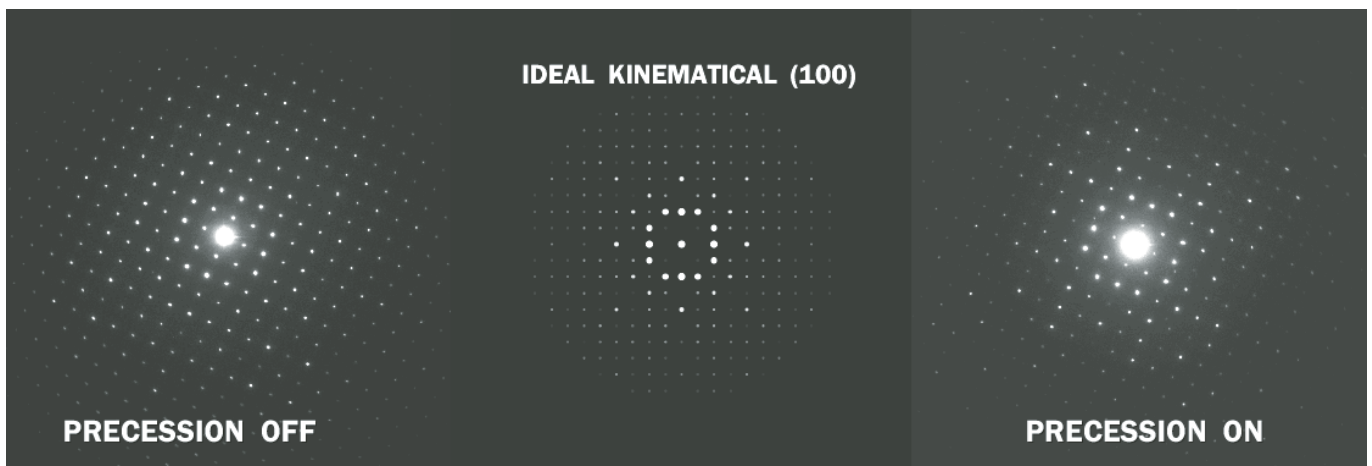 IDEAL KINEMATICAL (100)
PRECESSION OFF
PRECESSION ON